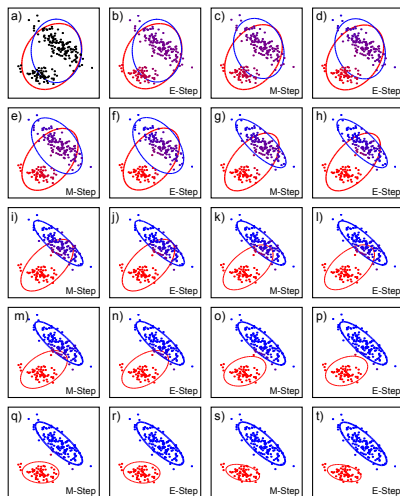 a) b) c) d)
E-Step M-Step E-Step
e) f) g) h)
M-Step E-Step M-Step E-Step
i) j) k) l)
M-Step E-Step M-Step E-Step
m) n) o) p)
M-Step E-Step M-Step E-Step
q) r) s) t)
M-Step E-Step M-Step E-Step